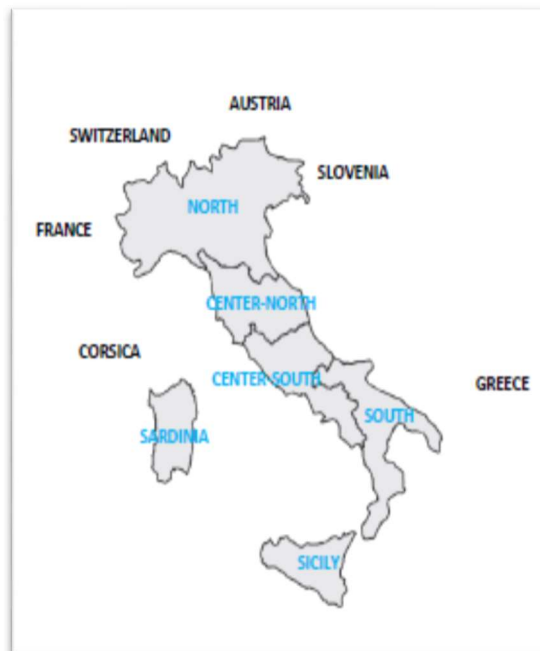 AUSTRIA
SWITZERLAND
SLOVENIA
NORTH
FRANCE
CENTER-NORTH
CORSICA
CENTER-SOUTH
GREECE
SOUTH
SARDINIA
SICILY